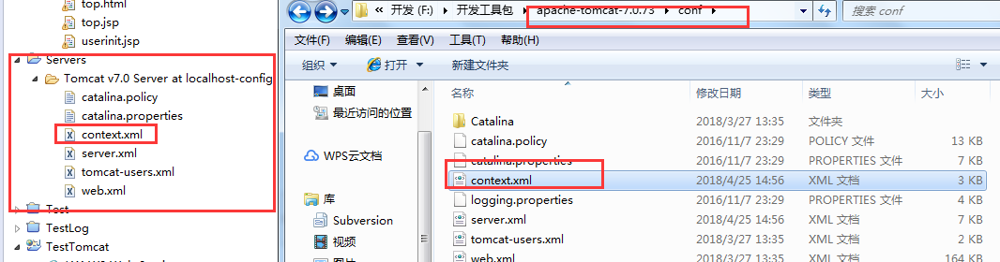 top.html
top.jsp
userinit.jsp
Servers
Tomcat v7.0 Server at localhost-config
catalina.policy
catalina.properties
context.xml
server.xml
tomcat-users.xml
web.xml
Test
TestLog
TestTomcat
« 开发 (F:) 开发工具包 apache-tomcat-7.0.73 conf
搜索 conf
文件(F) 编辑(E) 查看(V) 工具(T) 帮助(H)
组织 打开 新建文件夹
桌面
最近访问的位置
WPS云文档
库
Subversion
视频
图片
名称 修改日期 类型 大小
Catalina 2018/3/27 13:35 文件夹
catalina.policy 2016/11/7 23:29 POLICY 文件 13 KB
catalina.properties 2016/11/7 23:29 PROPERTIES 文件 7 KB
context.xml 2018/4/25 14:56 XML 文档 3 KB
logging.properties 2016/11/7 23:29 PROPERTIES 文件 4 KB
server.xml 2018/4/25 14:56 XML 文档 7 KB
tomcat-users.xml 2018/4/25 14:56 XML 文档 2 KB
web.xml 2018/3/27 13:35 XML 文档 164 KB